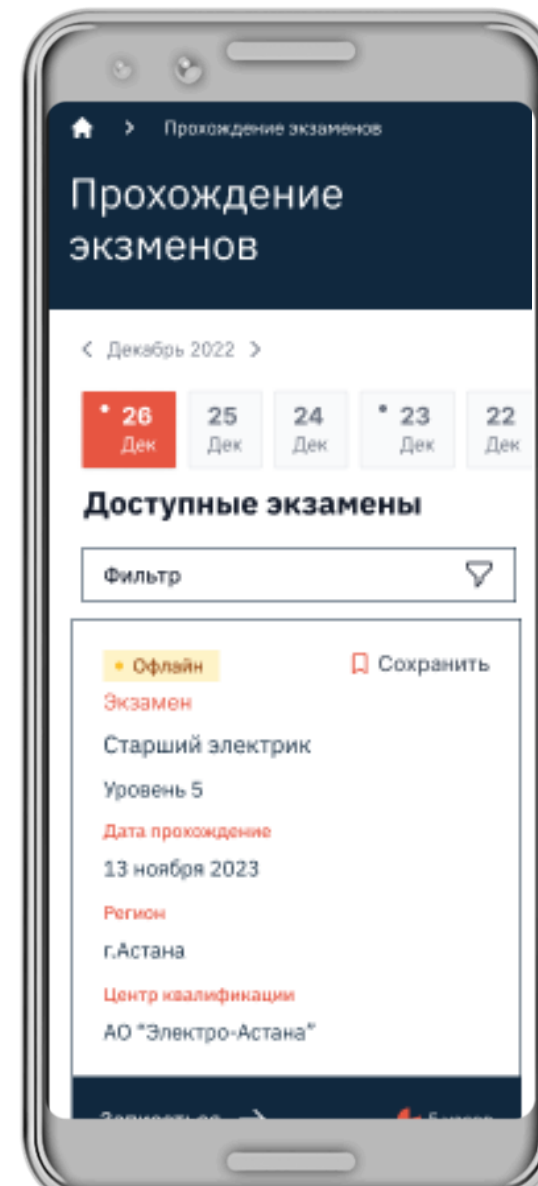 Прохождение экзаменов
Прохождение
экзменов
Декабрь 2022
26 25 24 23 22
Дек Дек Дек Дек Дек
Доступные экзамены
Фильтр
Офлайн Сохранить
Экзамен
Старший электрик
Уровень 5
Дата прохождение
13 ноября 2023
Регион
г.Астана
Центр квалификации
АО "Электро-Астана"